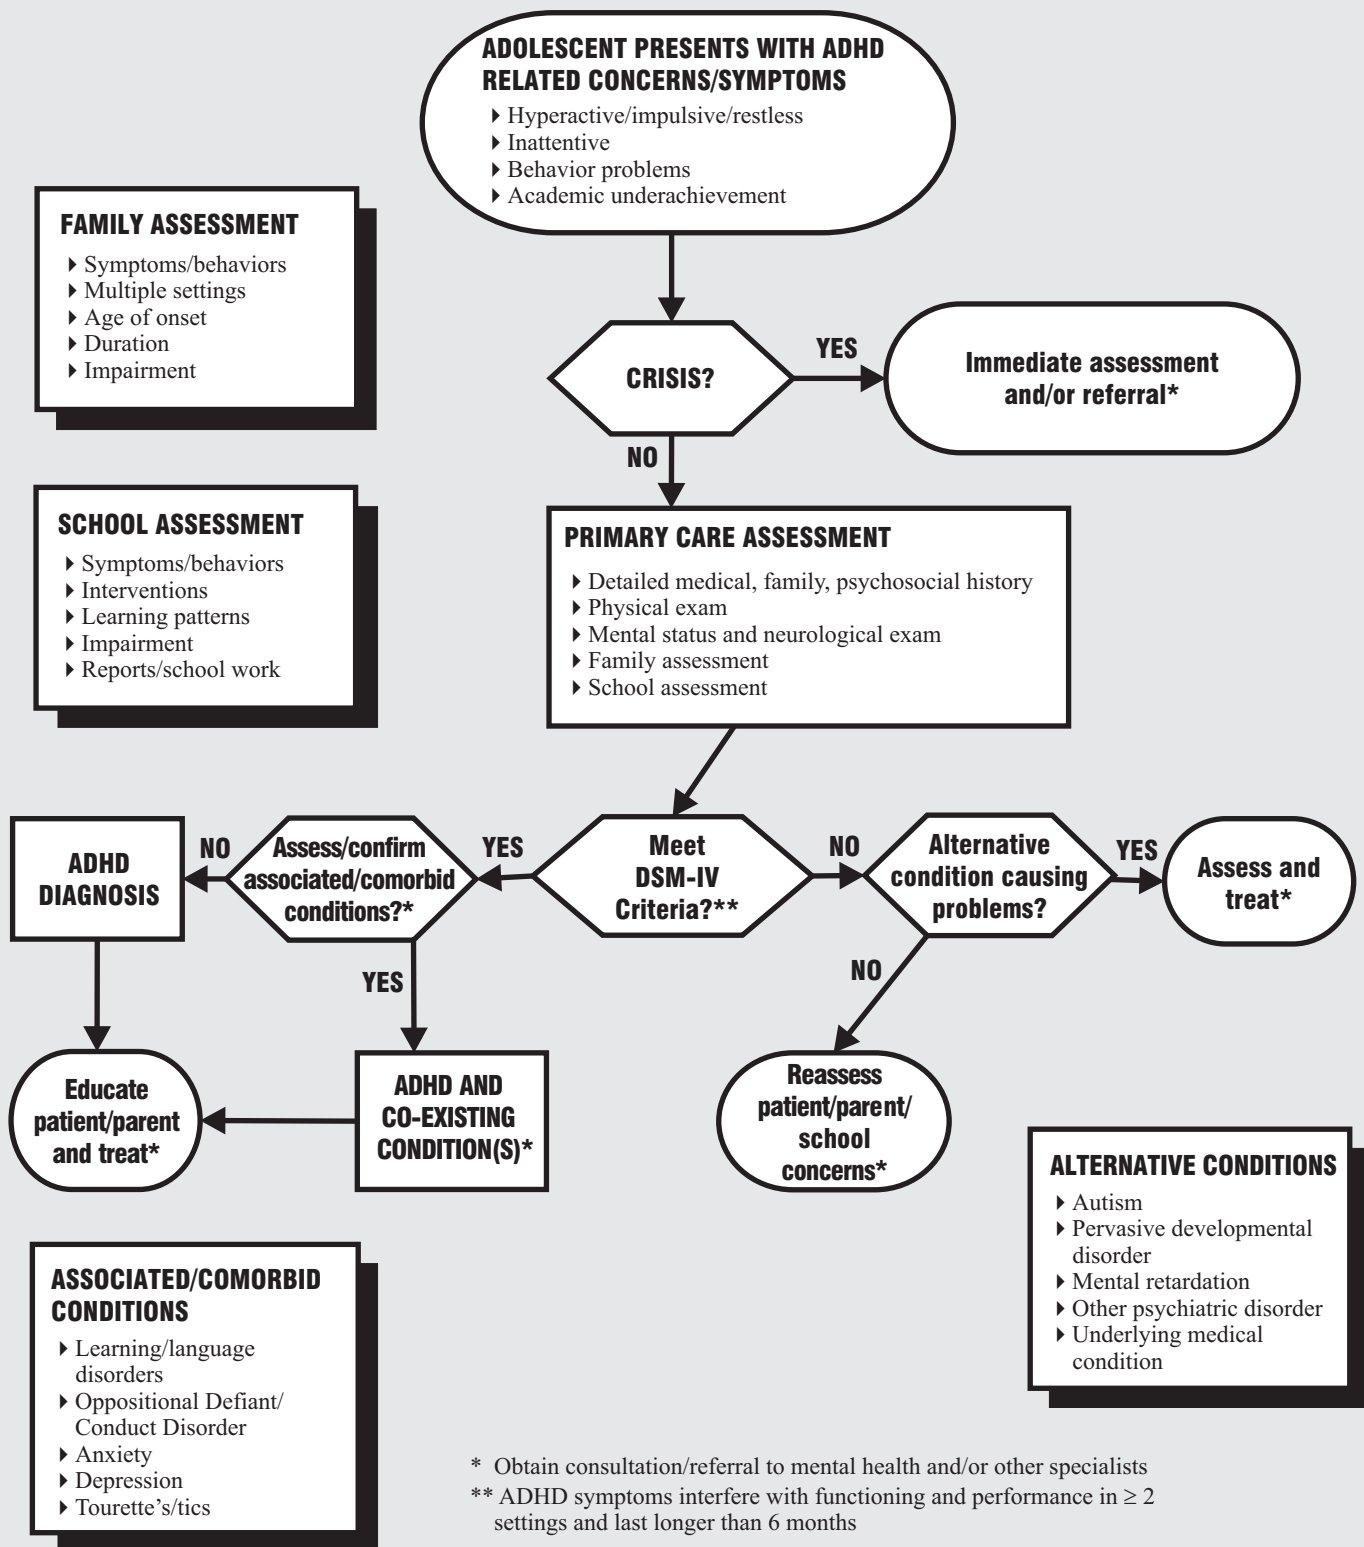 ADOLESCENT PRESENTS WITH ADHD
RELATED CONCERNS/SYMPTOMS
Hyperactive/impulsive/restless
Inattentive
Behavior problems
Academic underachievement
FAMILY ASSESSMENT
Symptoms/behaviors
Multiple settings
Age of onset
Duration
Impairment
CRISIS?
YES
Immediate assessment
and/or referral*
NO
SCHOOL ASSESSMENT
Symptoms/behaviors
Interventions
Learning patterns
Impairment
Reports/school work
PRIMARY CARE ASSESSMENT
Detailed medical, family, psychosocial history
Physical exam
Mental status and neurological exam
Family assessment
School assessment
ADHD
DIAGNOSIS
NO
Assess/confirm
associated/comorbid
conditions?*
YES
Meet
DSM-IV
Criteria?**
NO
Alternative
condition causing
problems?
YES
Assess and
treat*
YES
NO
Educate
patient/parent
and treat*
ADHD AND
CO-EXISTING
CONDITION(S)*
Reassess
patient/parent/
school
concerns*
ALTERNATIVE CONDITIONS
Autism
Pervasive developmental
disorder
Mental retardation
Other psychiatric disorder
Underlying medical
condition
ASSOCIATED/COMORBID
CONDITIONS
Learning/language
disorders
Oppositional Defiant/
Conduct Disorder
Anxiety
Depression
Tourette's/tics
* Obtain consultation/referral to mental health and/or other specialists
** ADHD symptoms interfere with functioning and performance in ≥ 2
settings and last longer than 6 months